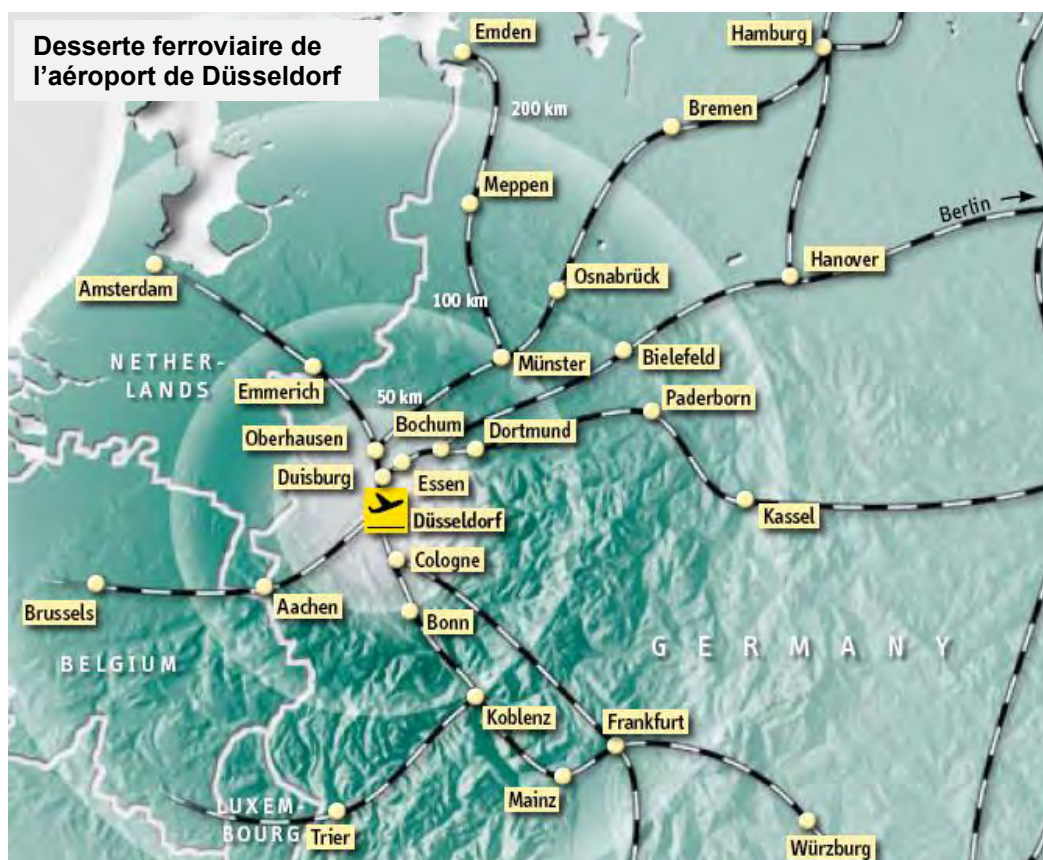 Desserte ferroviaire de
l’aéroport de Düsseldorf
Emden
Hamburg
200 km
Bremen
Meppen
Berlin
Hanover
Amsterdam
Osnabrück
100 km
NETHER-
LANDS
Münster
Bielefeld
Emmerich
50 km
Paderborn
Bochum
Oberhausen
Dortmund
Duisburg
Essen
Kassel
Düsseldorf
Cologne
Brussels
Aachen
Bonn
GERMANY
BELGIUM
Koblenz
Frankfurt
Mainz
LUXEM-
BOURG
Trier
Würzburg